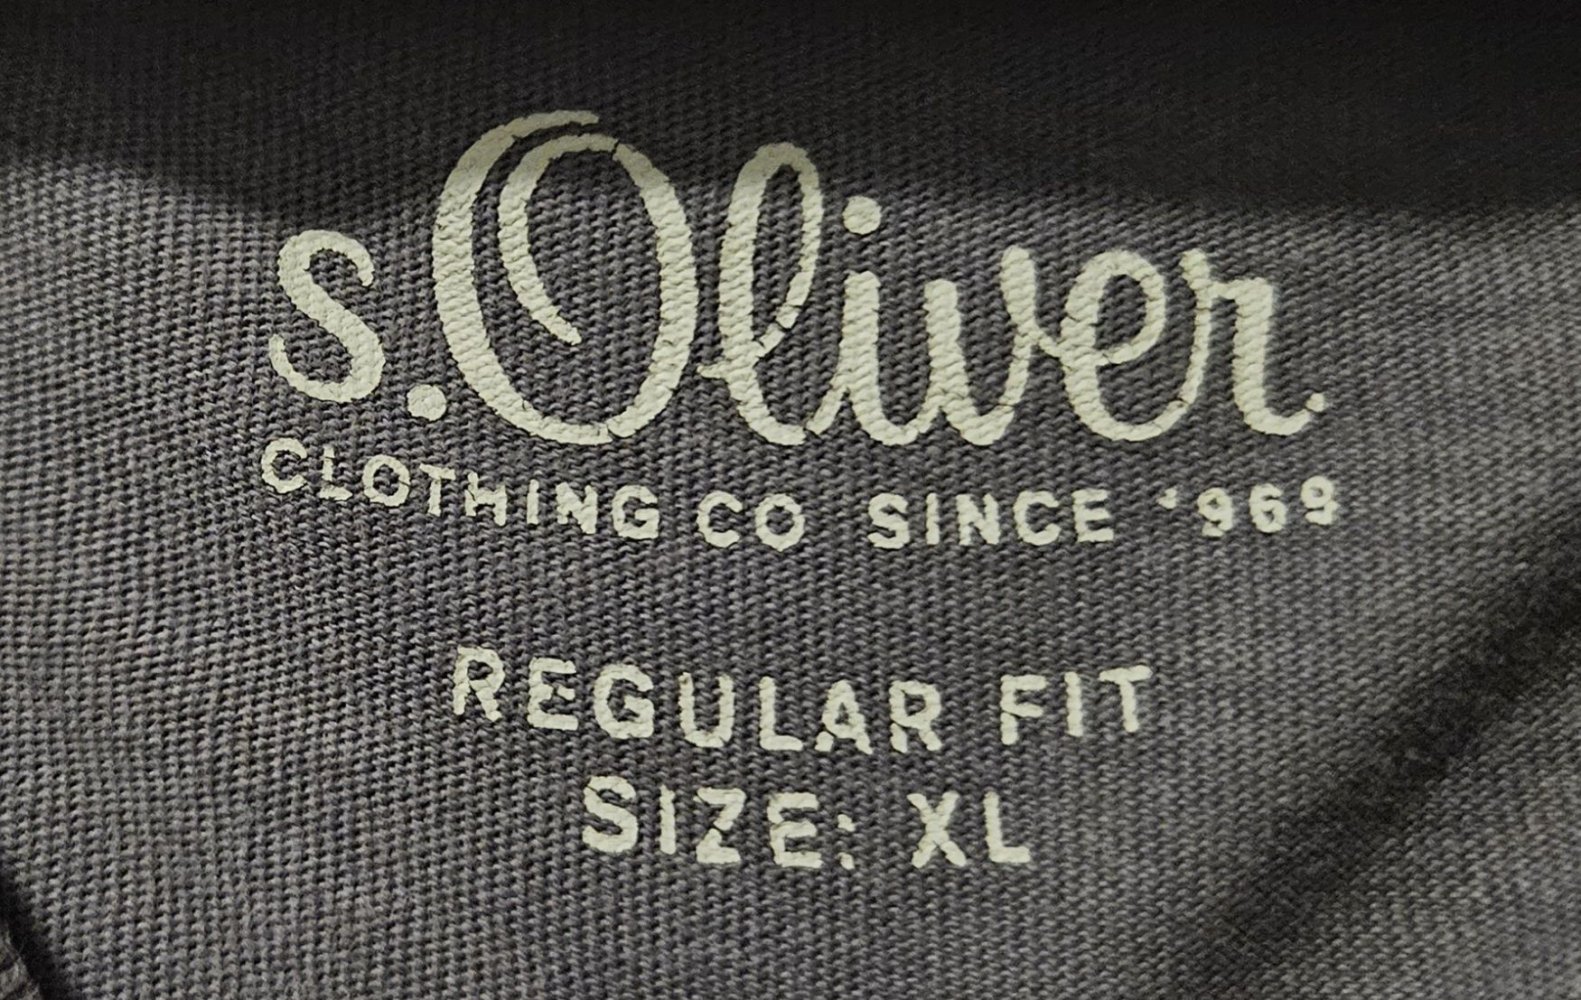 s.Oliver
CLOTHING CO SINCE '969
REGULAR FIT
SIZE: XL